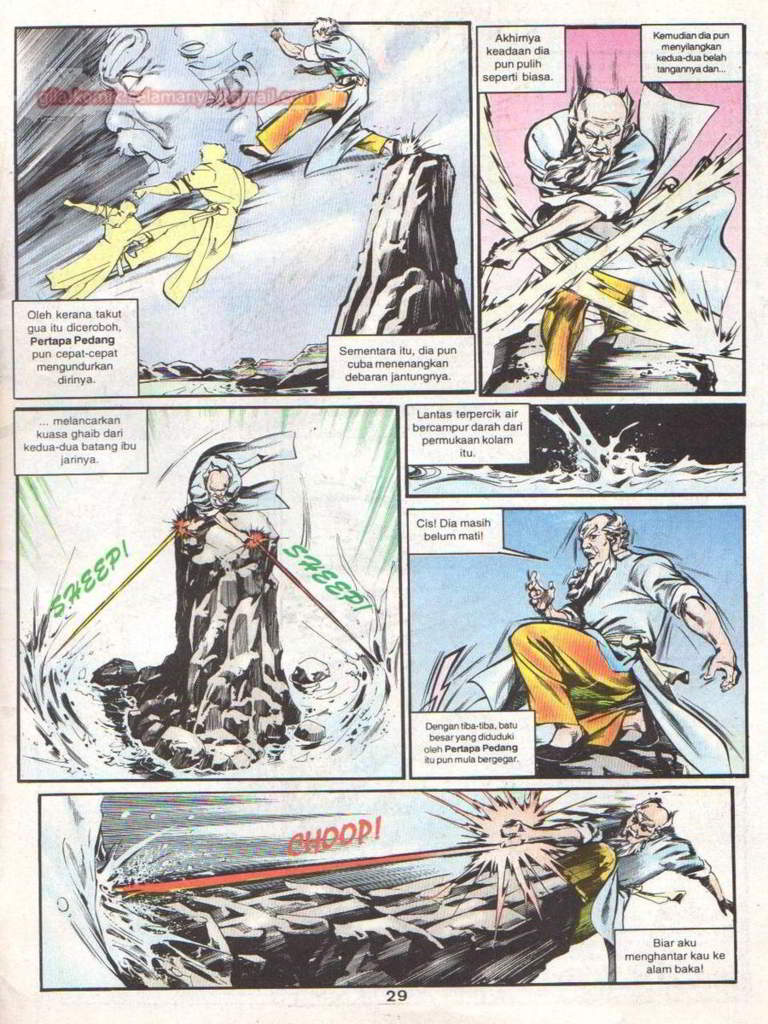 Oleh kerana takut
gua itu diceroboh,
Pertapa Pedang
pun cepat-cepat
mengundurkan
dirinya.
Sementara itu, dia pun
cuba menenangkan
debaran jantungnya.
Akhirnya
keadaan dia
pun pulih
seperti biasa.
Kemudian dia pun
menyilangkan
kedua-dua belah
tangannya dan...
... melancarkan
kuasa ghaib dari
kedua-dua batang ibu
jarinya.
SHEEP!
SHEEP!
Lantas terpercik air
bercampur darah dari
permukaan kolam
itu.
Cis! Dia masih
belum mati!
Dengan tiba-tiba, batu
besar yang diduduki
oleh Pertapa Pedang
itu pun mula bergegar.
CHOOP!
Biar aku
menghantar kau ke
alam baka!
29